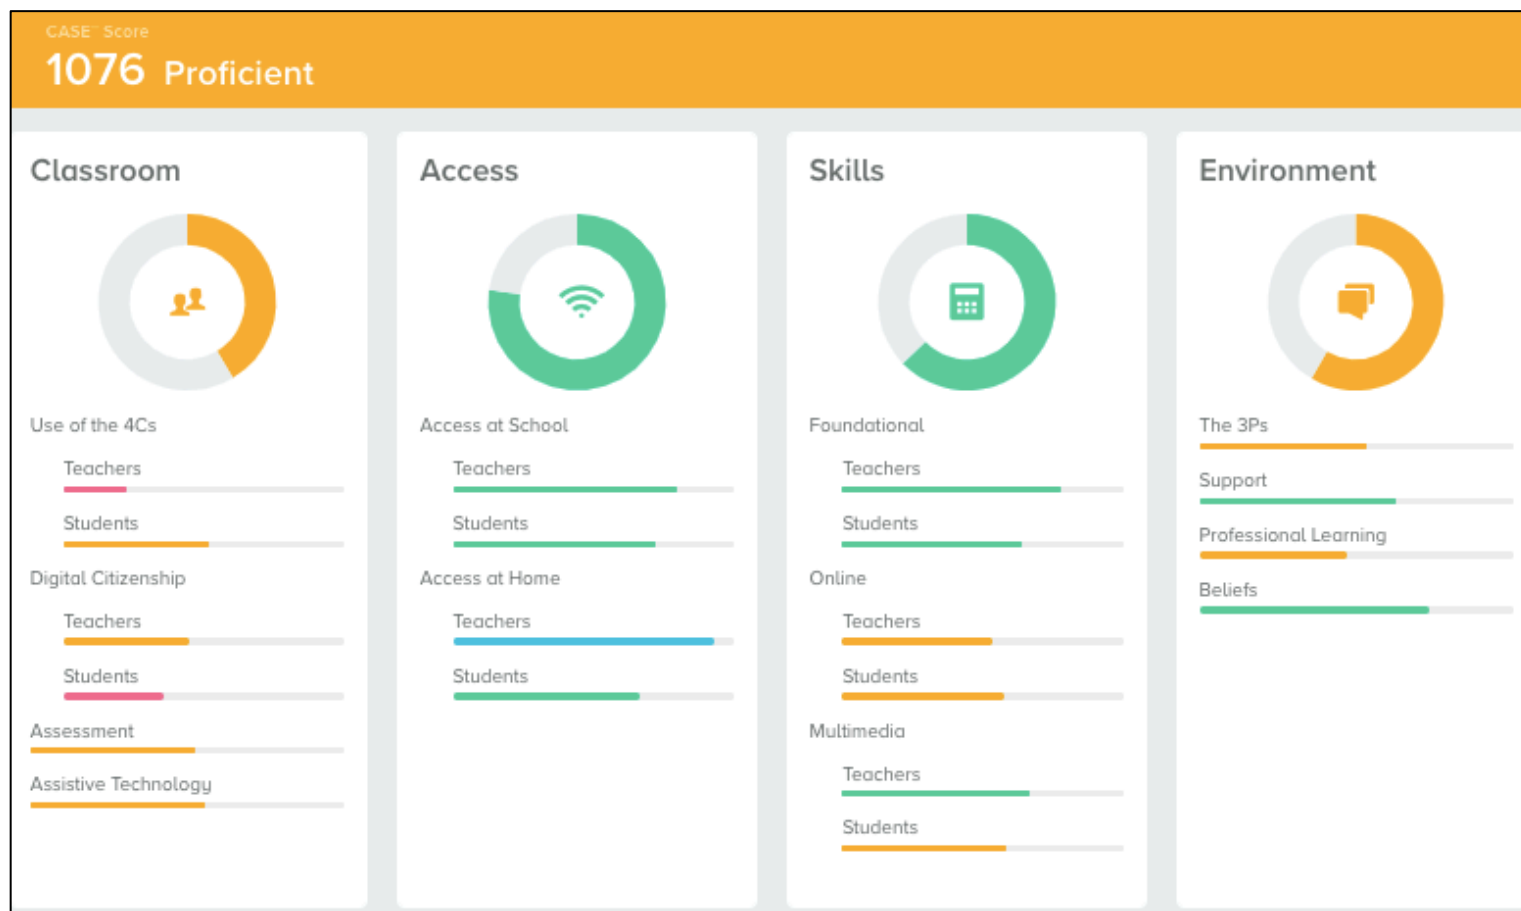 CASE™ Score
1076 Proficient
Classroom
Use of the 4Cs
Teachers
Students
Digital Citizenship
Teachers
Students
Assessment
Assistive Technology
Access
Access at School
Teachers
Students
Access at Home
Teachers
Students
Skills
Foundational
Teachers
Students
Online
Teachers
Students
Multimedia
Teachers
Students
Environment
The 3Ps
Support
Professional Learning
Beliefs